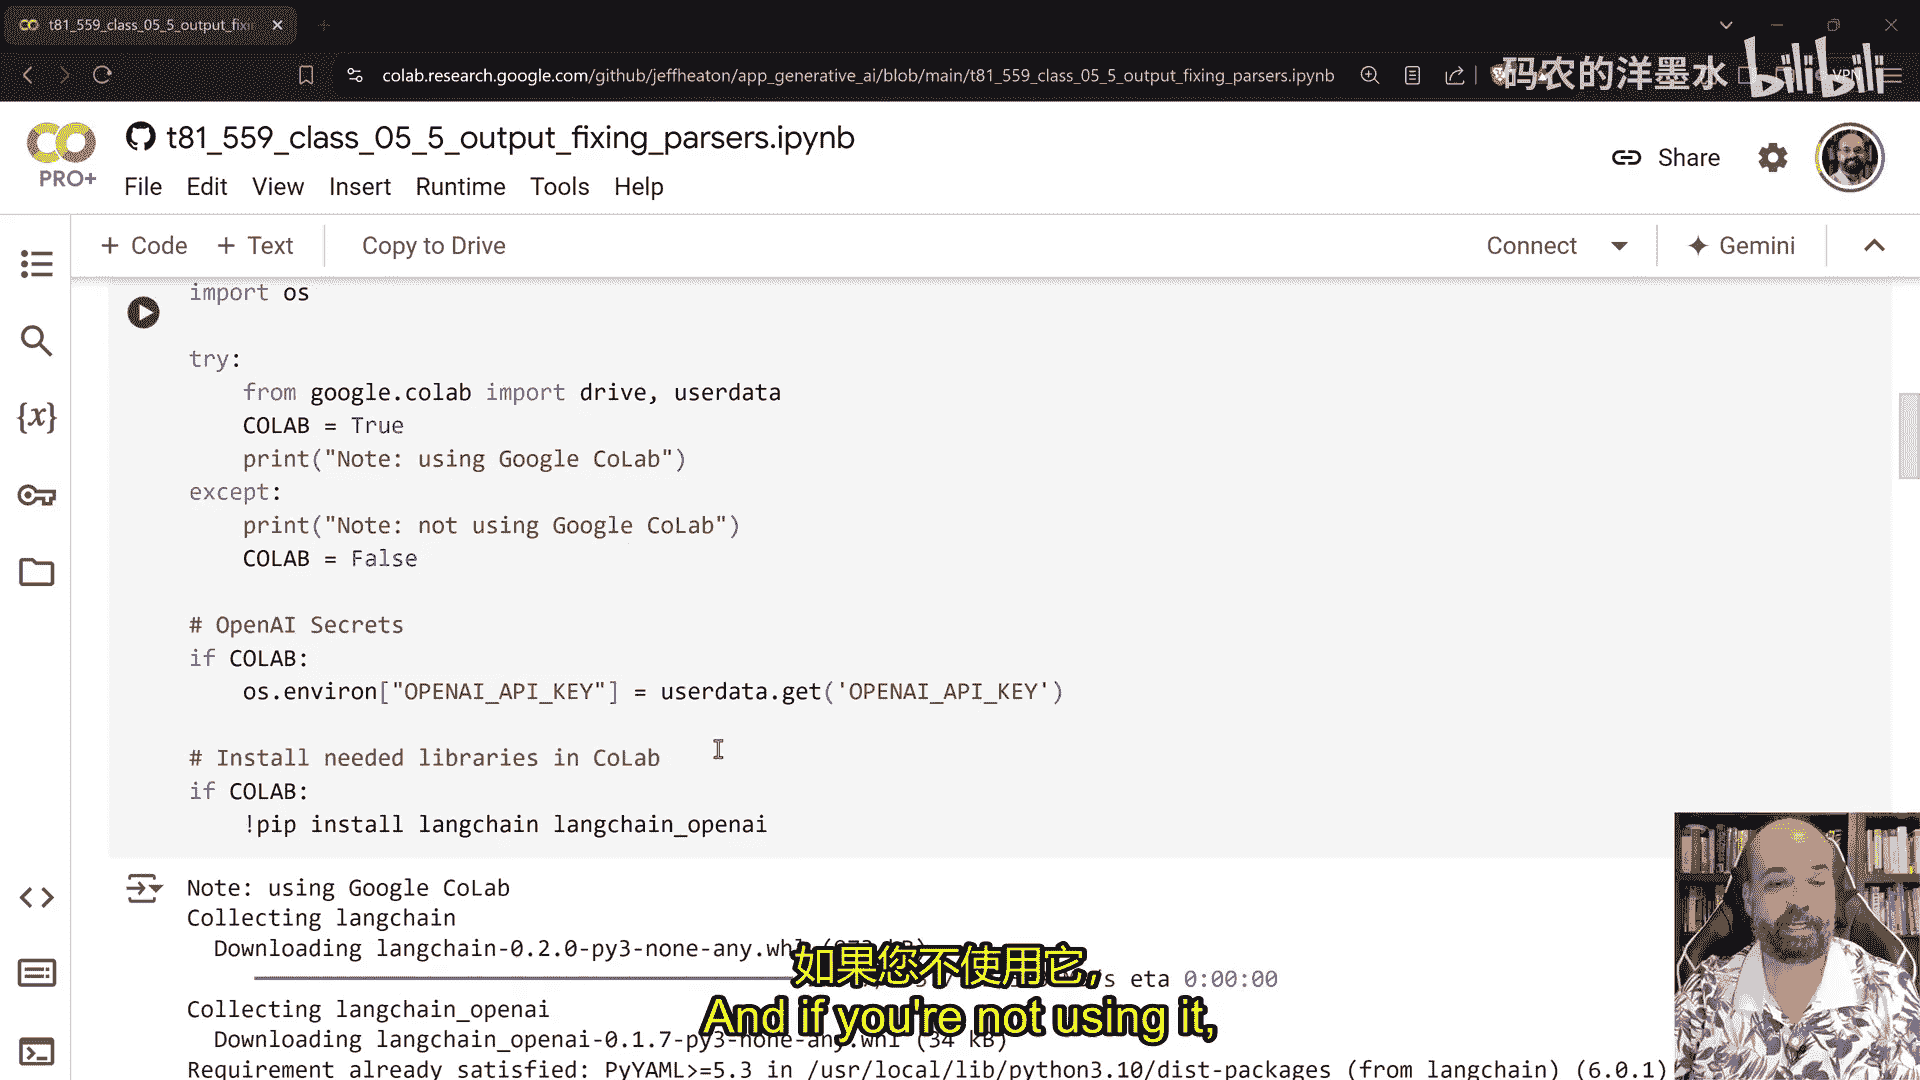 t81_559_class_05_5_output_fixi
colab.research.google.com/github/jeffheaton/app_generative_ai/blob/main/t81_559_class_05_5_output_fixing_parsers.ipynb
码农的洋墨水 bilibili
VPN
CO
PRO+
t81_559_class_05_5_output_fixing_parsers.ipynb
Share
File Edit View Insert Runtime Tools Help
+ Code + Text Copy to Drive Connect Gemini
import os
try:
from google.colab import drive, userdata
COLAB = True
print("Note: using Google CoLab")
except:
print("Note: not using Google CoLab")
COLAB = False
# OpenAI Secrets
if COLAB:
os.environ["OPENAI_API_KEY"] = userdata.get('OPENAI_API_KEY')
# Install needed libraries in CoLab
if COLAB:
!pip install langchain langchain_openai
Note: using Google CoLab
Collecting langchain
Downloading langchain-0.2.0-py3-none-any.whl
eta 0:00:00
如果您不使用它,
Collecting langchain_openai
And if you're not using it,
Downloading langchain_openai-0.1.7-py3-none-any.whl (34 kB)
Requirement already satisfied: PyYAML>=5.3 in /usr/local/lib/python3.10/dist-packages (from langchain) (6.0.1)